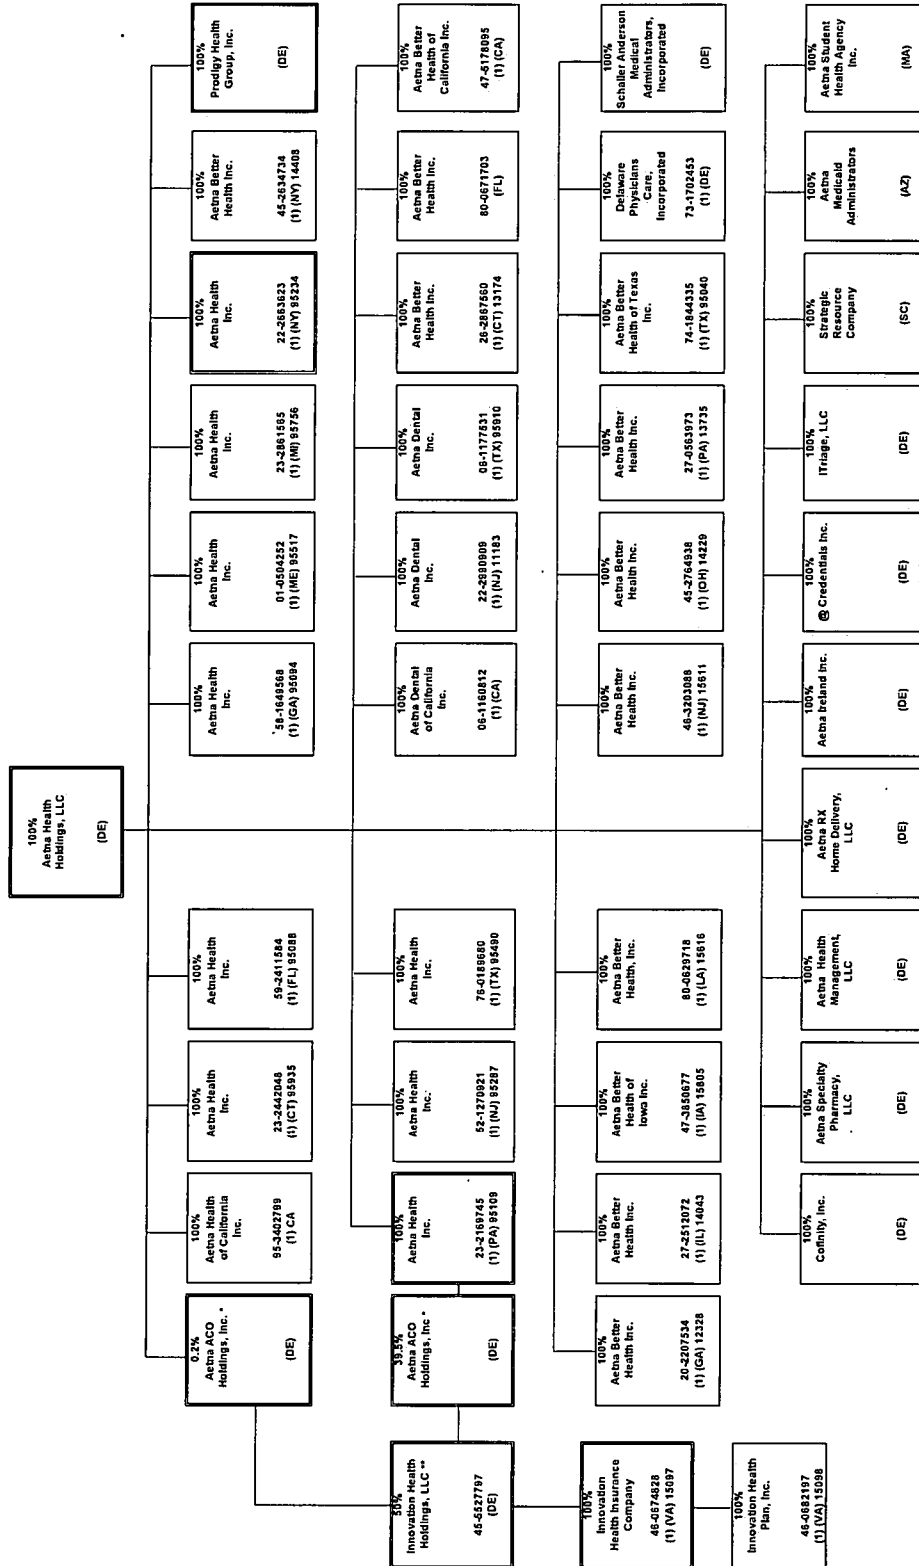 100%
Aetna Health
Holdings, LLC
(DE)
0.2%
Aetna ACO
Holdings, Inc. *
(DE)
100%
Aetna Health
of California
Inc.
95-3402799
(1) CA
100%
Aetna Health
Inc.
23-2442048
(1) (CT) 95935
100%
Aetna Health
Inc.
59-2411584
(1) (FL) 95088
100%
Aetna Health
Inc.
58-1649568
(1) (GA) 95094
100%
Aetna Health
Inc.
01-0504252
(1) (ME) 95517
100%
Aetna Health
Inc.
23-2861565
(1) (MI) 95756
100%
Aetna Health
Inc.
22-2663623
(1) (NY) 95234
100%
Aetna Better
Health Inc.
45-2634734
(1) (NY) 14408
100%
Prodigy Health
Group, Inc.
(DE)
50%
Innovation Health
Holdings, LLC **
45-5527797
(DE)
39.5%
Aetna ACO
Holdings, Inc *
(DE)
100%
Aetna Health
Inc.
23-2169745
(1) (PA) 95109
100%
Aetna Health
Inc.
52-1270921
(1) (NJ) 95287
100%
Aetna Health
Inc.
76-0189680
(1) (TX) 95490
100%
Aetna Dental
of California
Inc.
06-1160812
(1) (CA)
100%
Aetna Dental
Inc.
22-2990909
(1) (NJ) 11183
100%
Aetna Dental
Inc.
06-1177531
(1) (TX) 95910
100%
Aetna Better
Health Inc.
26-2867560
(1) (CT) 13174
100%
Aetna Better
Health Inc.
80-0671703
(FL)
100%
Aetna Better
Health of
California Inc.
47-5178095
(1) (CA)
100%
Innovation
Health Insurance
Company
46-0674828
(1) (VA) 15097
100%
Aetna Better
Health Inc.
20-2207534
(1) (GA) 12328
100%
Aetna Better
Health Inc.
27-2512072
(1) (IL) 14043
100%
Aetna Better
Health of
Iowa Inc.
47-3850677
(1) (IA) 15805
100%
Aetna Better
Health, Inc.
80-0629718
(1) (LA) 15616
100%
Aetna Better
Health Inc.
46-3203088
(1) (NJ) 15611
100%
Aetna Better
Health Inc.
45-2764938
(1) (OH) 14229
100%
Aetna Better
Health Inc.
27-0563973
(1) (PA) 13735
100%
Aetna Better
Health of Texas
Inc.
74-1844335
(1) (TX) 95040
100%
Delaware
Physicians
Care,
Incorporated
73-1702453
(1) (DE)
100%
Schaller Anderson
Medical
Administrators,
Incorporated
(DE)
100%
Innovation Health
Plan, Inc.
46-0682197
(1) (VA) 15098
100%
Cofinity, Inc.
(DE)
100%
Aetna Specialty
Pharmacy,
LLC
(DE)
100%
Aetna Health
Management,
LLC
(DE)
100%
Aetna RX
Home Delivery,
LLC
(DE)
100%
Aetna Ireland Inc.
(DE)
100%
@ Credentials Inc.
(DE)
100%
ITriage, LLC
(DE)
100%
Strategic
Resource
Company
(SC)
100%
Aetna
Medicaid
Administrators
(AZ)
100%
Aetna Student
Health Agency
Inc.
(MA)